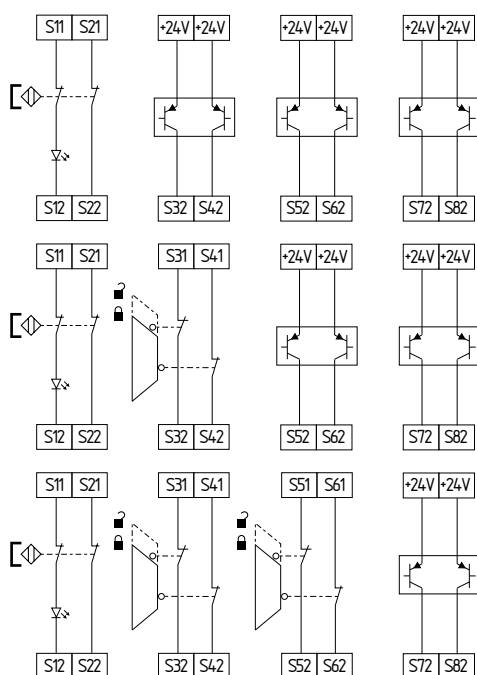 S11 S21 +24V +24V +24V +24V +24V +24V
S12 S22 S32 S42 S52 S62 S72 S82
S11 S21 S31 S41 +24V +24V +24V +24V
S12 S22 S32 S42 S52 S62 S72 S82
S11 S21 S31 S41 S51 S61 +24V +24V
S12 S22 S32 S42 S52 S62 S72 S82